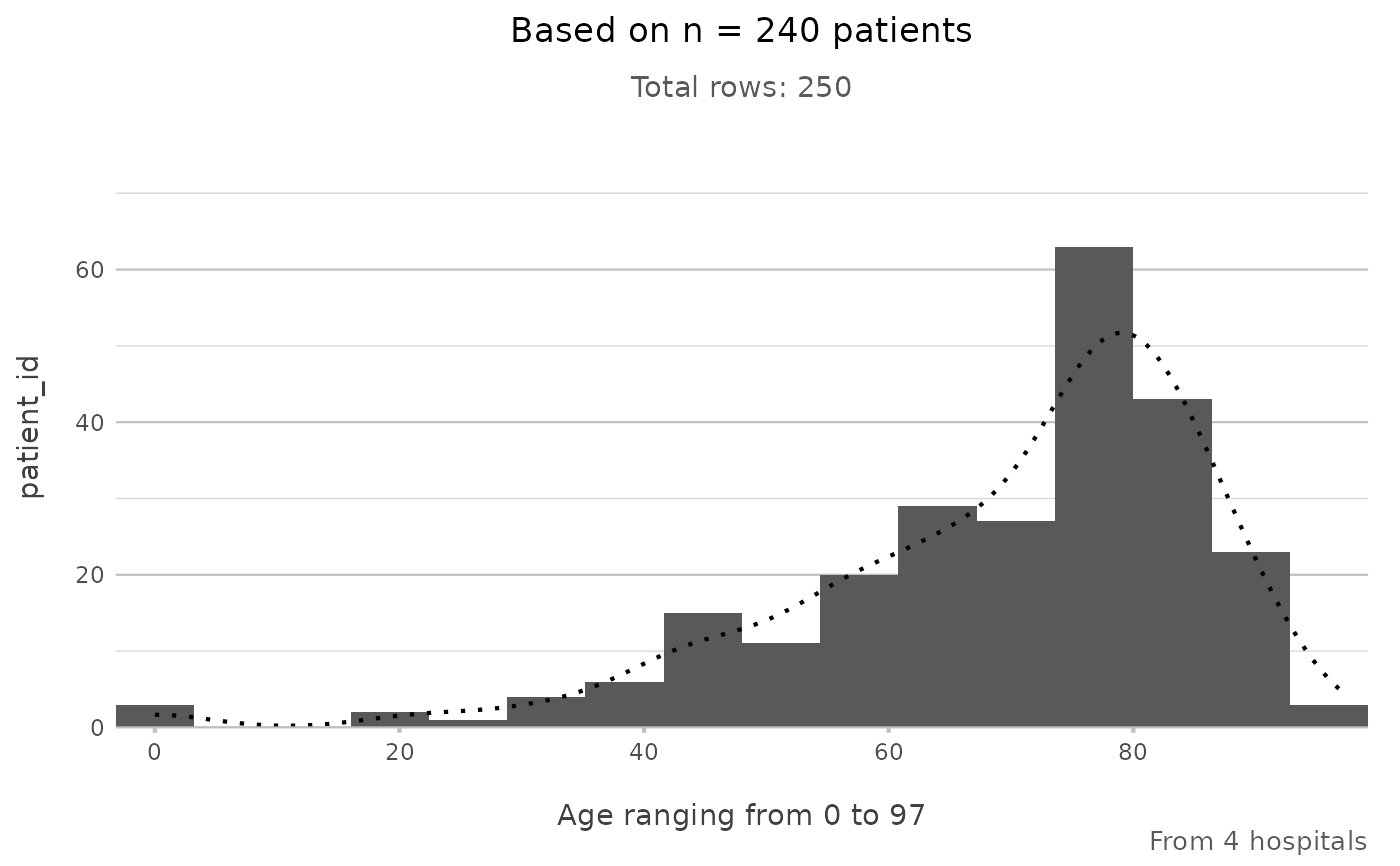 Based on n = 240 patients
Total rows: 250
patient_id
60
40
20
0
0 20 40 60 80
Age ranging from 0 to 97
From 4 hospitals